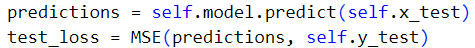 predictions = self.model.predict(self.x_test)
test_loss = MSE(predictions, self.y_test)